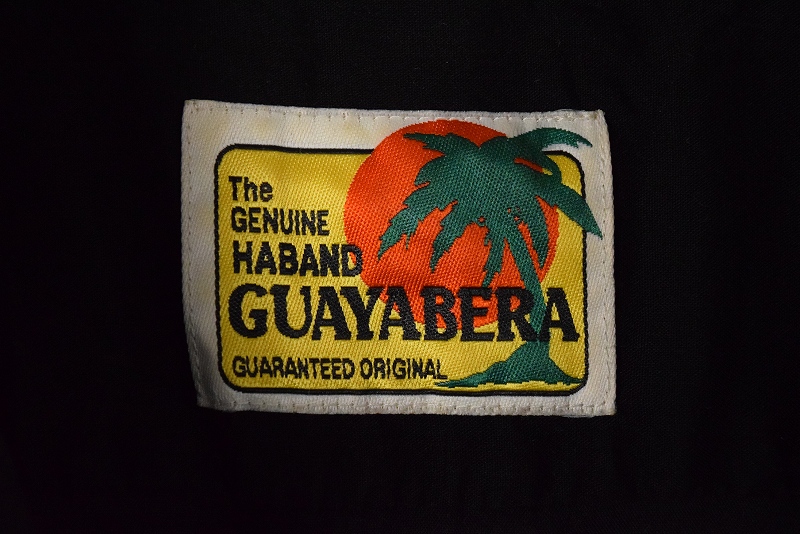 The
GENUINE
HABAND
GUAYABERA
GUARANTEED ORIGINAL